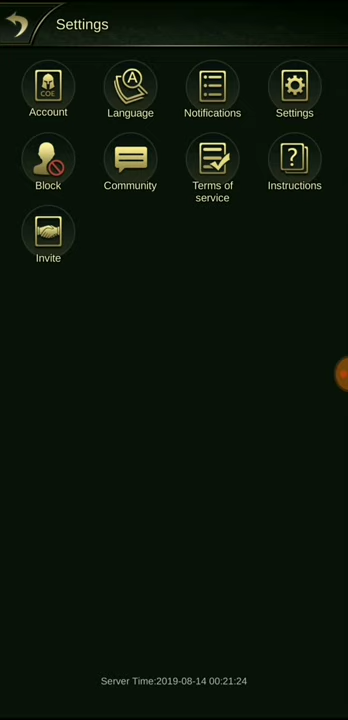 Settings
COE
Account
A
Language
Notifications
Settings
Block
Community
Terms of
service
?
Instructions
Invite
Server Time:2019-08-14 00:21:24